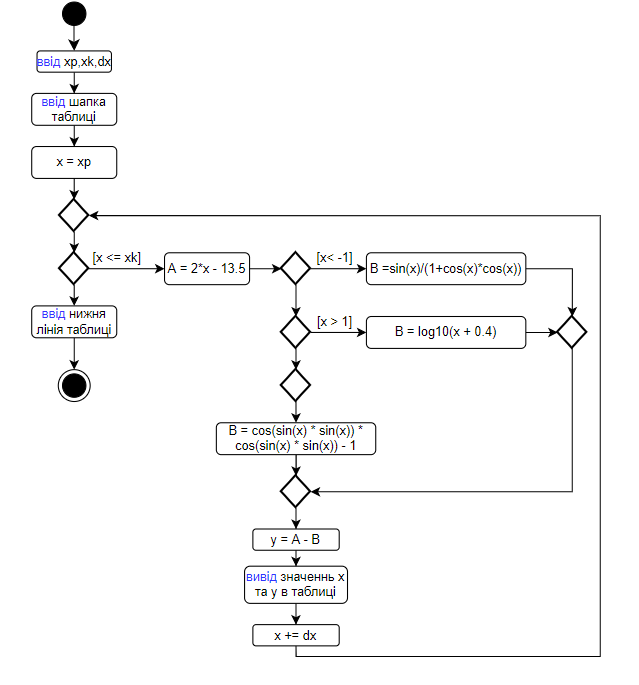 ввід xp,xk,dx
ввід шапка
таблиці
x = xp
[x <= xk]
A = 2*x - 13.5
[x< -1]
B =sin(x)/(1+cos(x)*cos(x))
ввід нижня
лінія таблиці
[x > 1]
B = log10(x + 0.4)
B = cos(sin(x) * sin(x)) *
cos(sin(x) * sin(x)) - 1
y = A - B
вивід значеннь x
та y в таблиці
x += dx